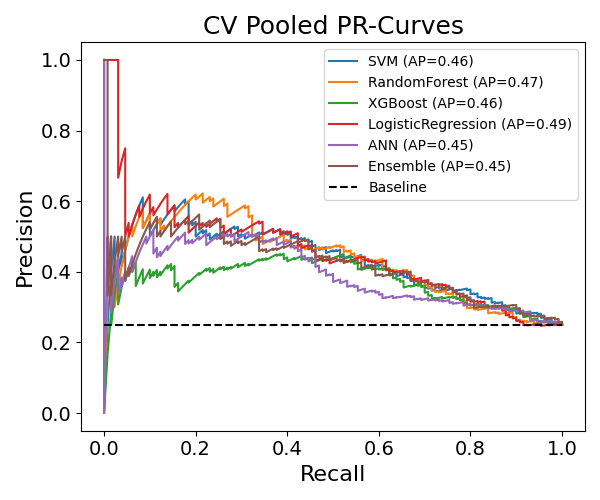 CV Pooled PR-Curves
SVM (AP=0.46)
RandomForest (AP=0.47)
XGBoost (AP=0.46)
LogisticRegression (AP=0.49)
ANN (AP=0.45)
Ensemble (AP=0.45)
Baseline
Precision
1.0
0.8
0.6
0.4
0.2
0.0
0.0 0.2 0.4 0.6 0.8 1.0
Recall